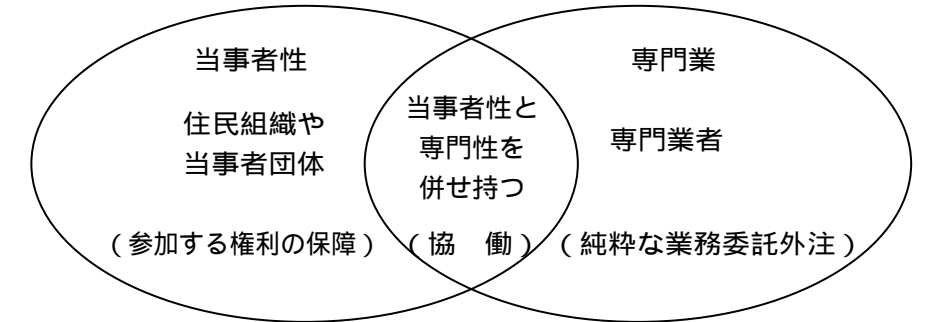 当事者性
住民組織や
当事者団体
(参加する権利の保障)
当事者性と
専門性を
併せ持つ
(協　働)
専門業
専門業者
(純粋な業務委託外注)